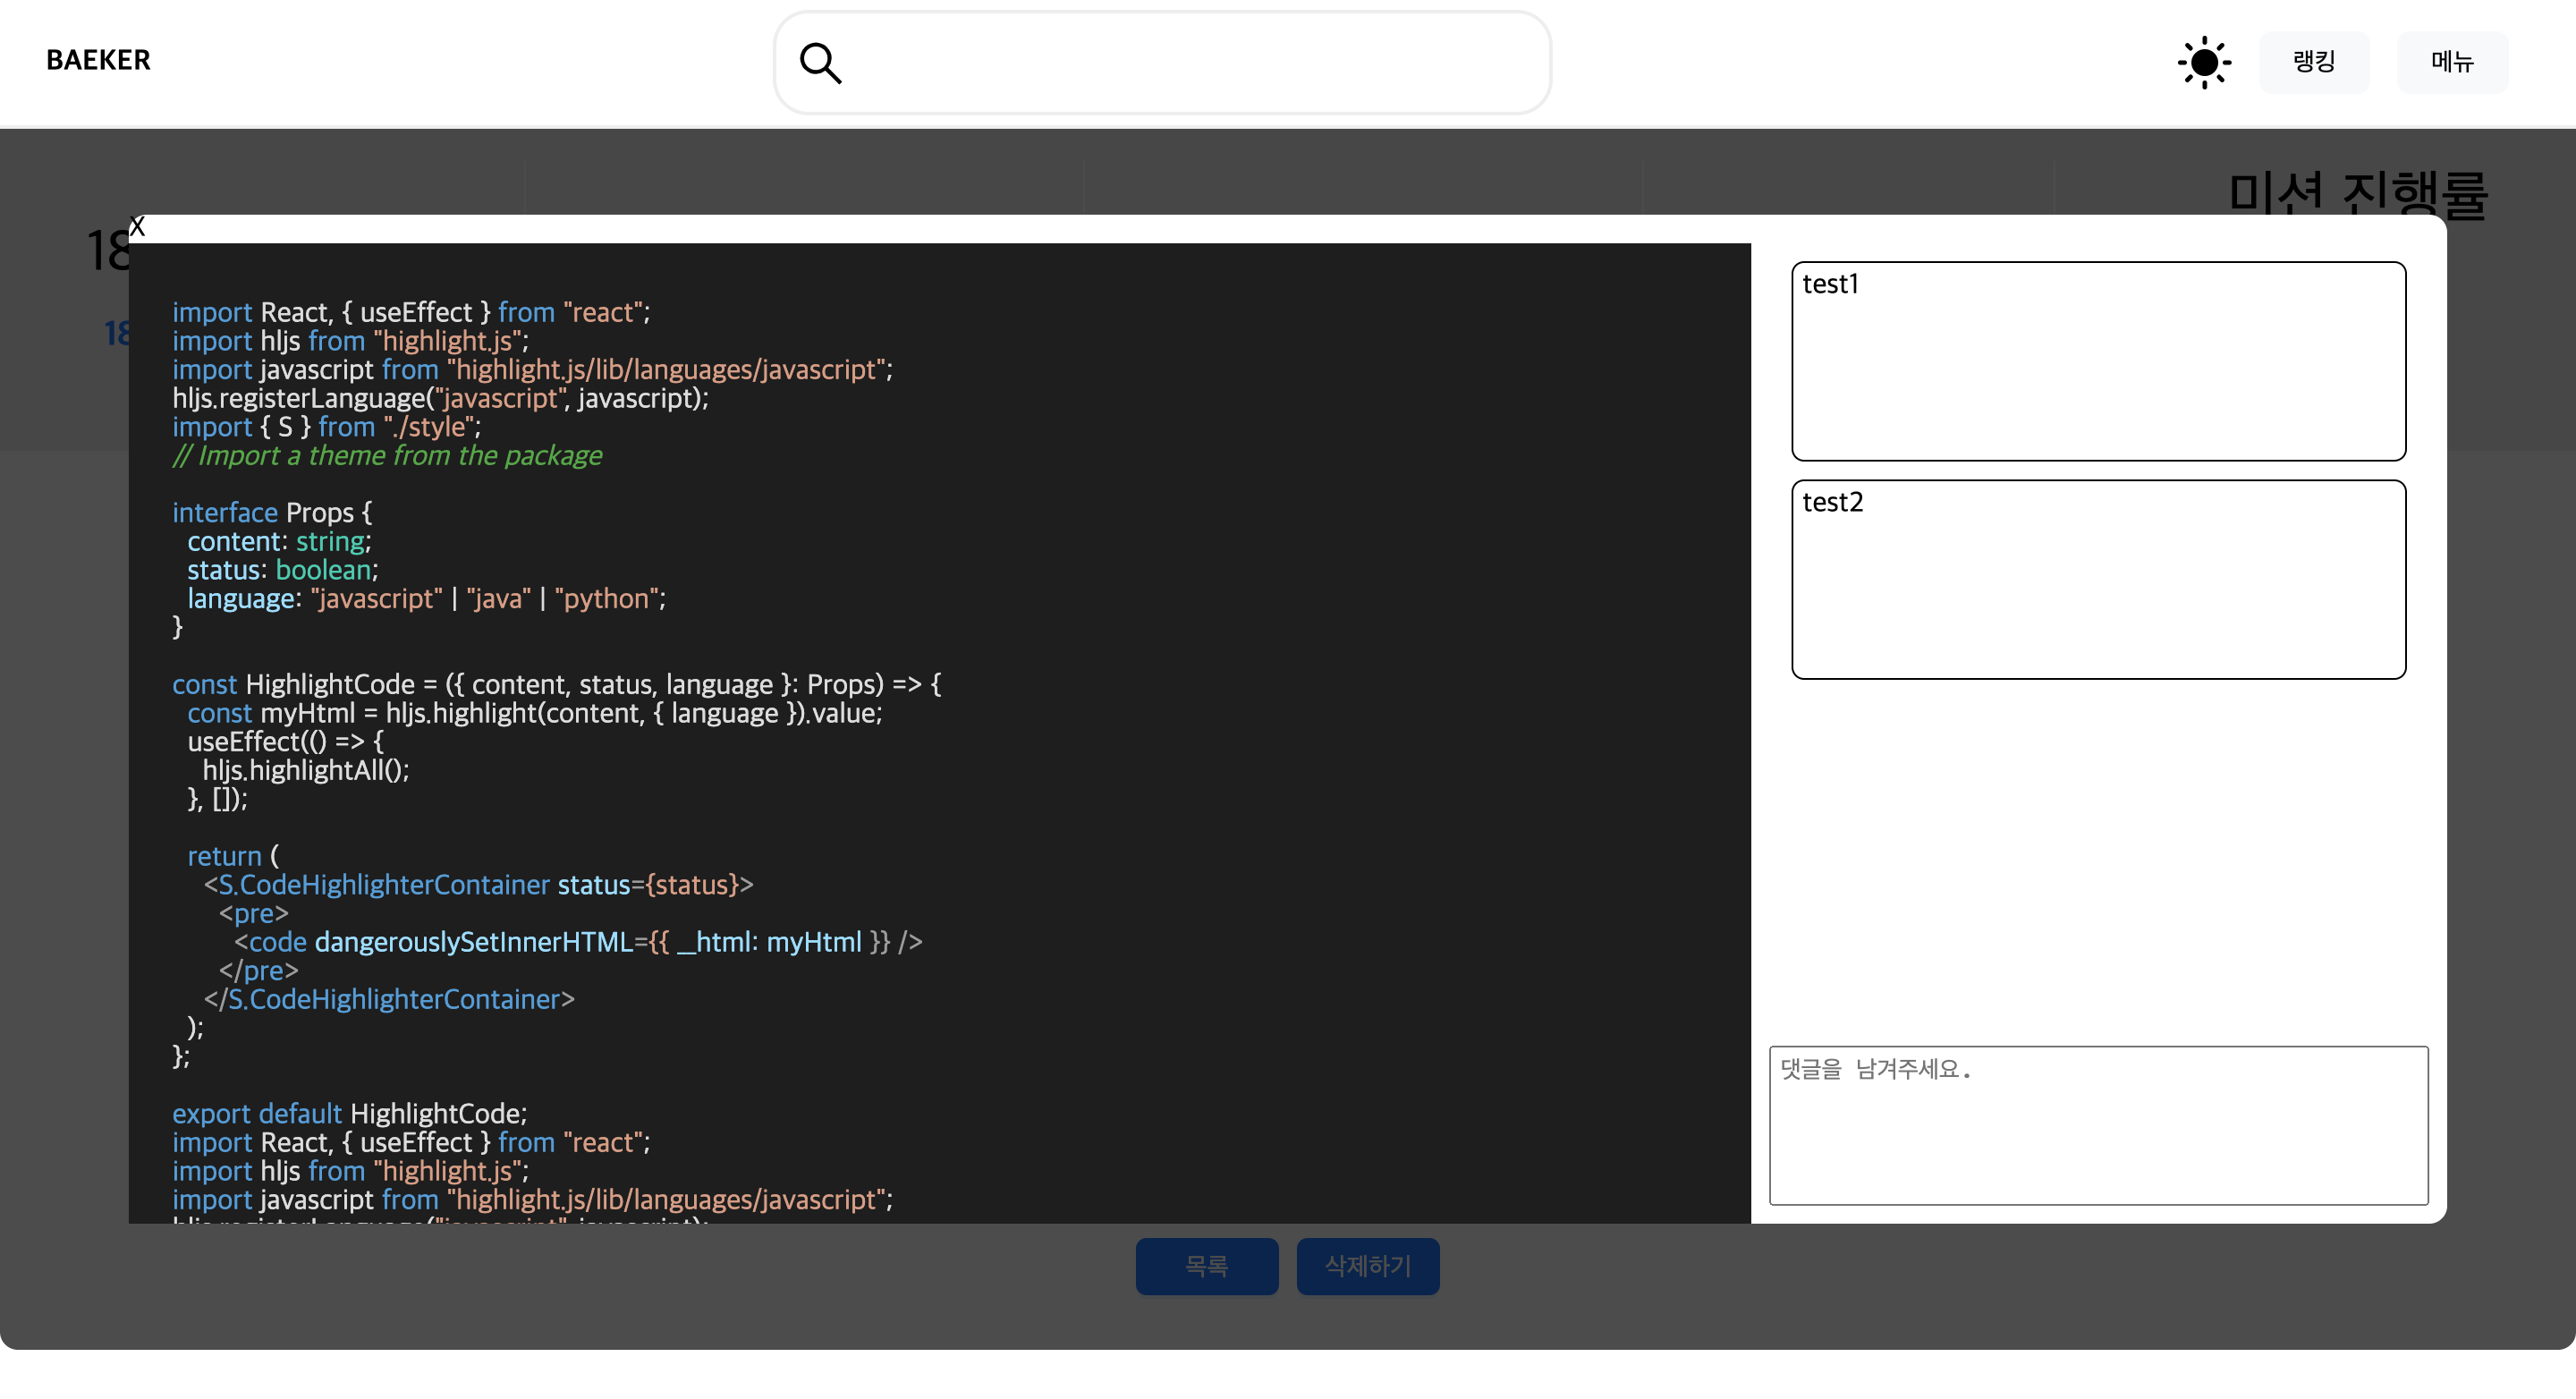 BAEKER
랭킹
메뉴
미션 진행률
18
18
X
import React, { useEffect } from "react";
import hljs from "highlight.js";
import javascript from "highlight.js/lib/languages/javascript";
hljs.registerLanguage("javascript", javascript);
import { S } from "./style";
// Import a theme from the package
interface Props {
content: string;
status: boolean;
language: "javascript" | "java" | "python";
}
const HighlightCode = ({ content, status, language }: Props) => {
const myHtml = hljs.highlight(content, { language }).value;
useEffect(() => {
hljs.highlightAll();
}, []);
return (
<S.CodeHighlighterContainer status={status}>
<pre>
<code dangerouslySetInnerHTML={{ __html: myHtml }} />
</pre>
</S.CodeHighlighterContainer>
);
};
export default HighlightCode;
import React, { useEffect } from "react";
import hljs from "highlight.js";
import javascript from "highlight.js/lib/languages/javascript";
hljs.registerLanguage("javascript", javascript);
test1
test2
댓글을 남겨주세요.
목록
삭제하기